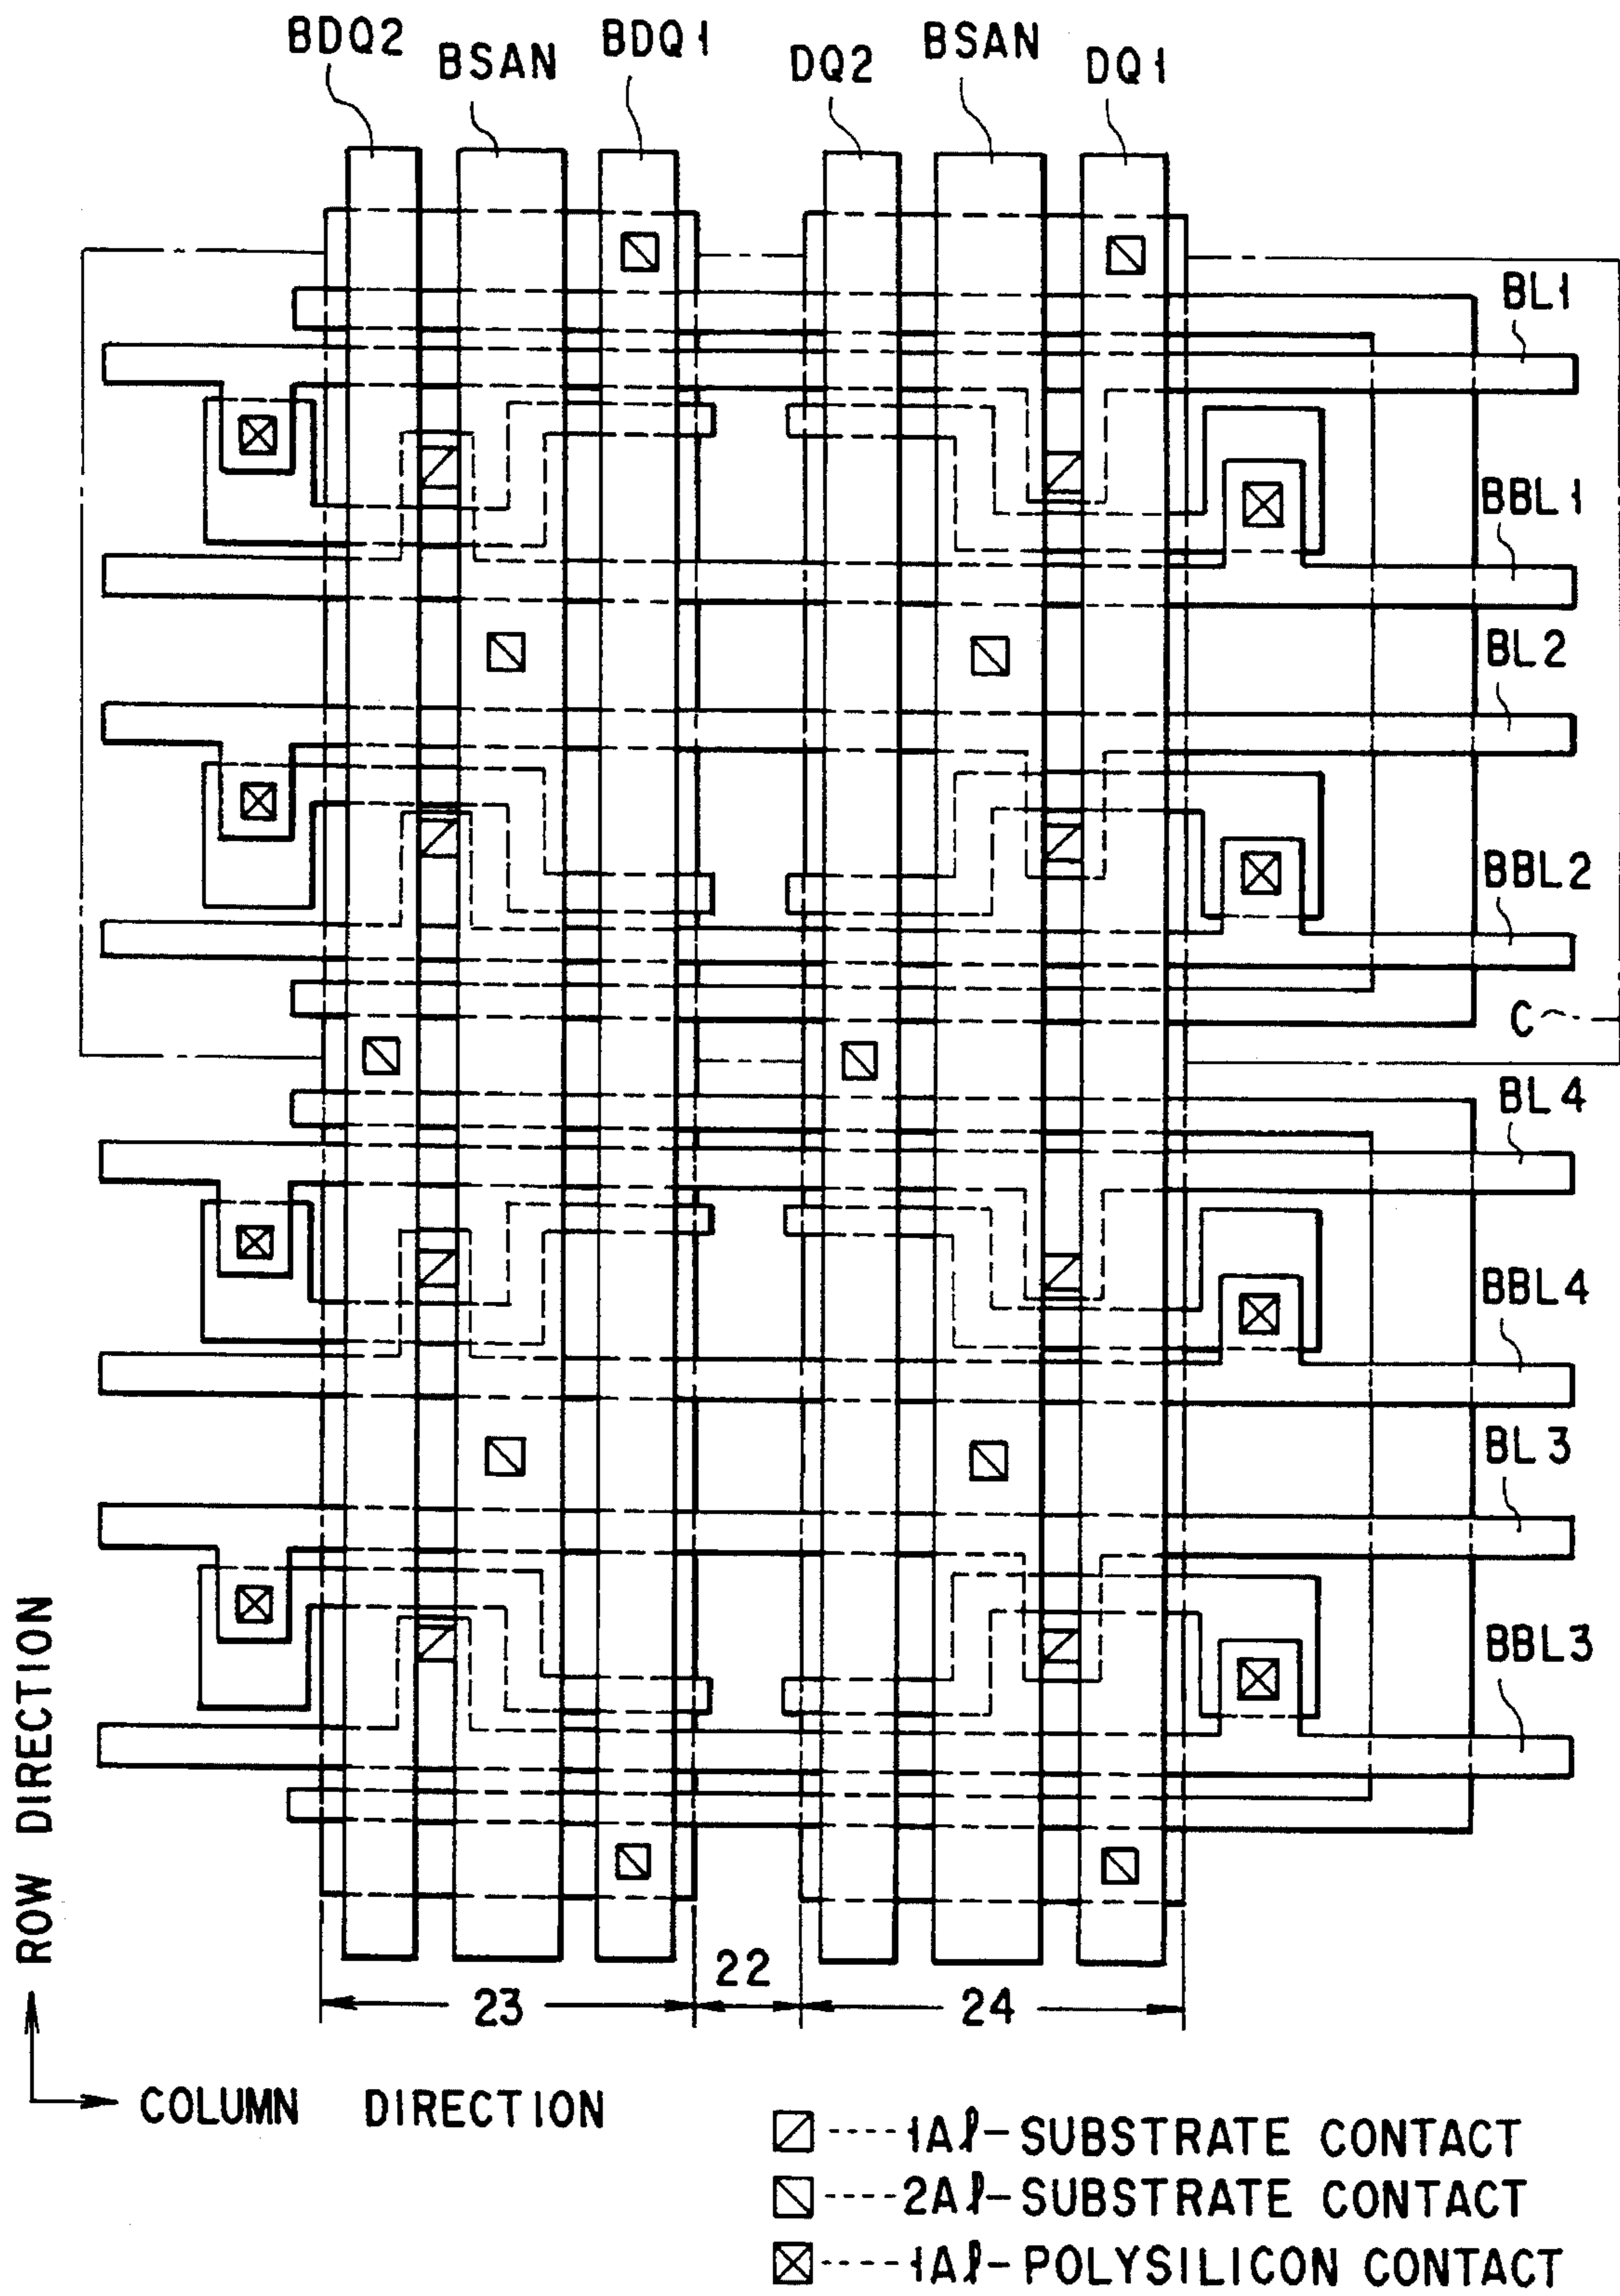 BDQ2
BSAN
BDQ1
DQ2
BSAN
DQ1
BL1
BBL1
BL2
BBL2
C
BL4
BBL4
BL3
BBL3
ROW DIRECTION
22
23
24
COLUMN DIRECTION
1Al-SUBSTRATE CONTACT
2Al-SUBSTRATE CONTACT
1Al-POLYSILICON CONTACT